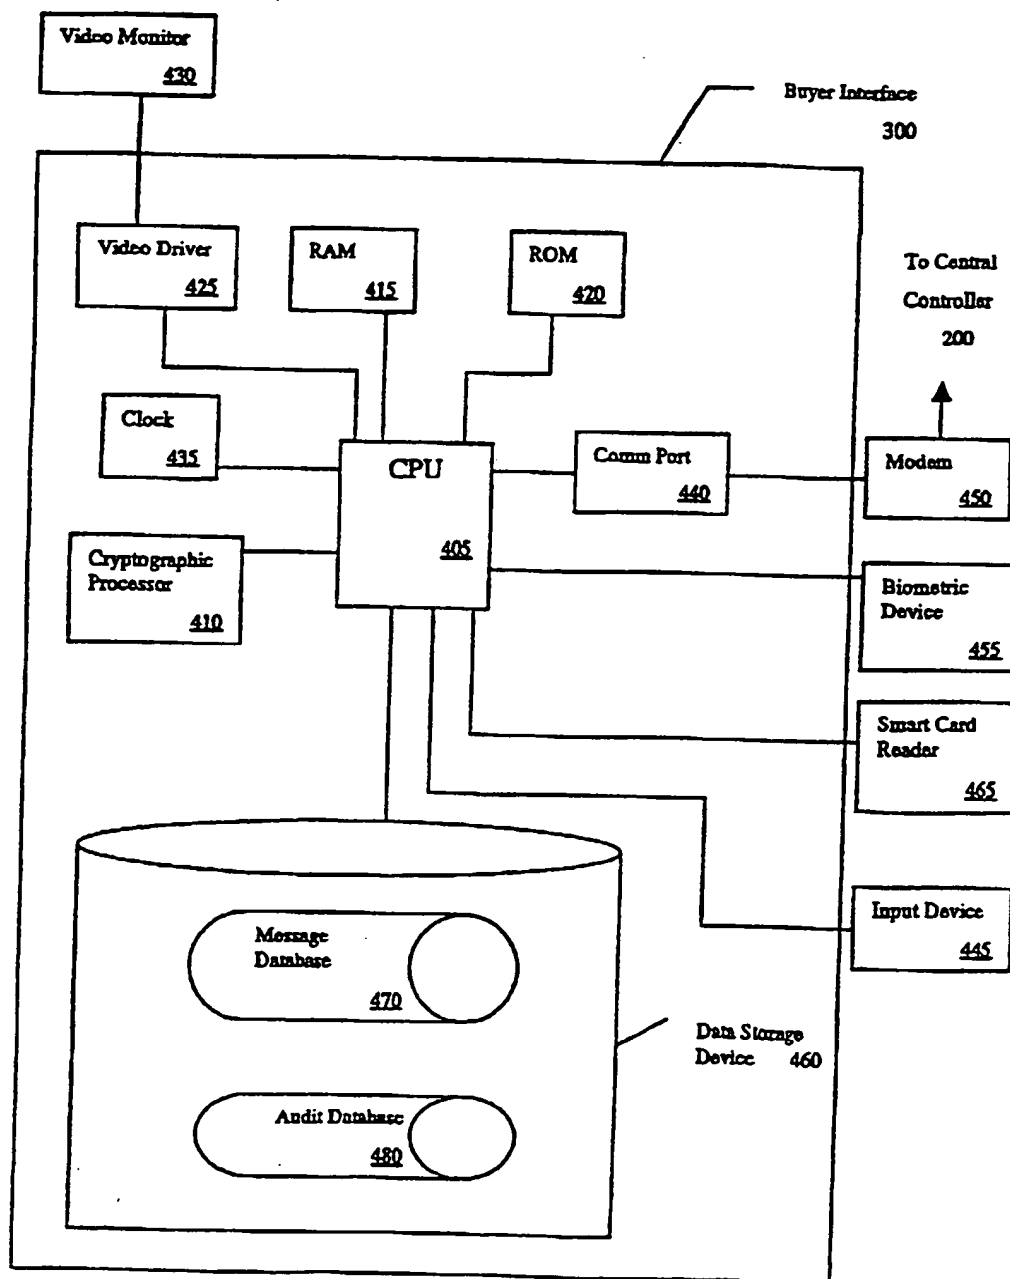 Video Monitor
430
Buyer Interface
300
Video Driver
425
RAM
415
ROM
420
To Central
Controller
200
Clock
435
CPU
405
Comm Port
440
Modem
450
Cryptographic
Processor
410
Biometric
Device
455
Smart Card
Reader
465
Input Device
445
Message
Database
470
Data Storage
Device 460
Audit Database
480